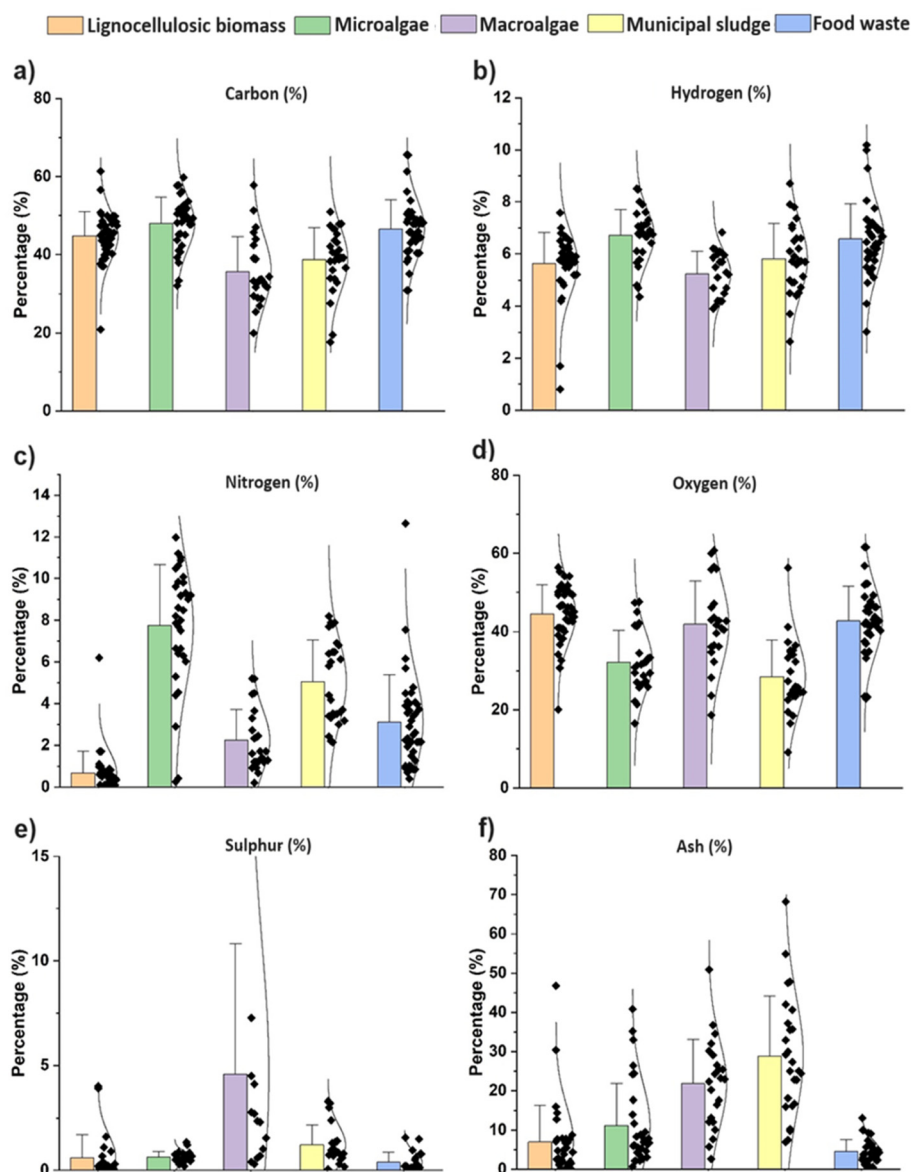 Lignocellulosic biomass Microalgae Macroalgae Municipal sludge Food waste
a)
Carbon (%)
Percentage (%)
80
60
40
20
0
b)
Hydrogen (%)
Percentage (%)
12
10
8
6
4
2
0
c)
Nitrogen (%)
Percentage (%)
14
12
10
8
6
4
2
0
d)
Oxygen (%)
Percentage (%)
80
60
40
20
0
e)
Sulphur (%)
Percentage (%)
15
10
5
0
f)
Ash (%)
Percentage (%)
80
70
60
50
40
30
20
10
0